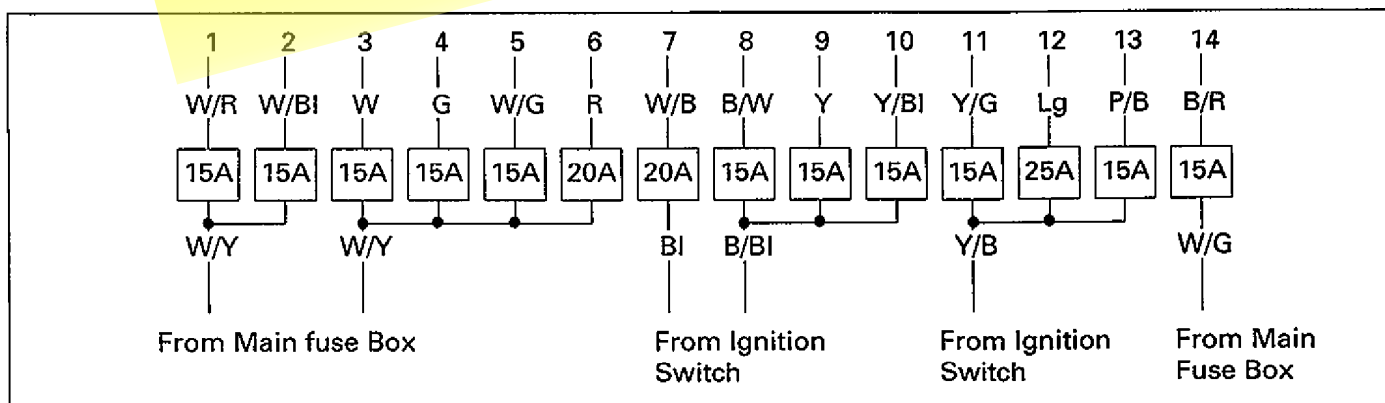 1 2 3 4 5 6 7 8 9 10 11 12 13 14
W/R W/Bl W G W/G R W/B B/W Y Y/Bl Y/G Lg P/B B/R
15A 15A 15A 15A 15A 20A 20A 15A 15A 15A 15A 25A 15A 15A
W/Y W/Y Bl B/Bl Y/B W/G
From Main fuse Box From Ignition From Ignition From Main
Switch Switch Fuse Box